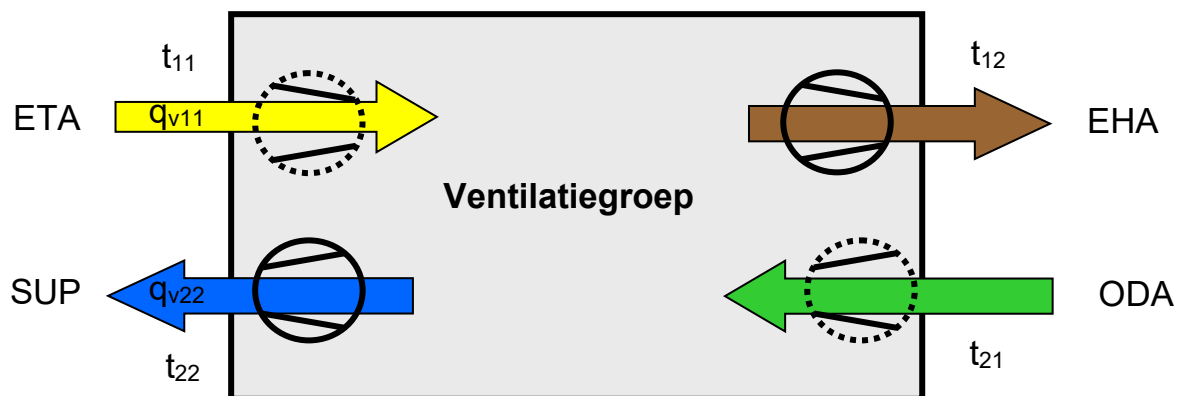 t₁₁
t₁₂
ETA
qᵥ₁₁
EHA
Ventilatiegroep
SUP
qᵥ₂₂
ODA
t₂₂
t₂₁